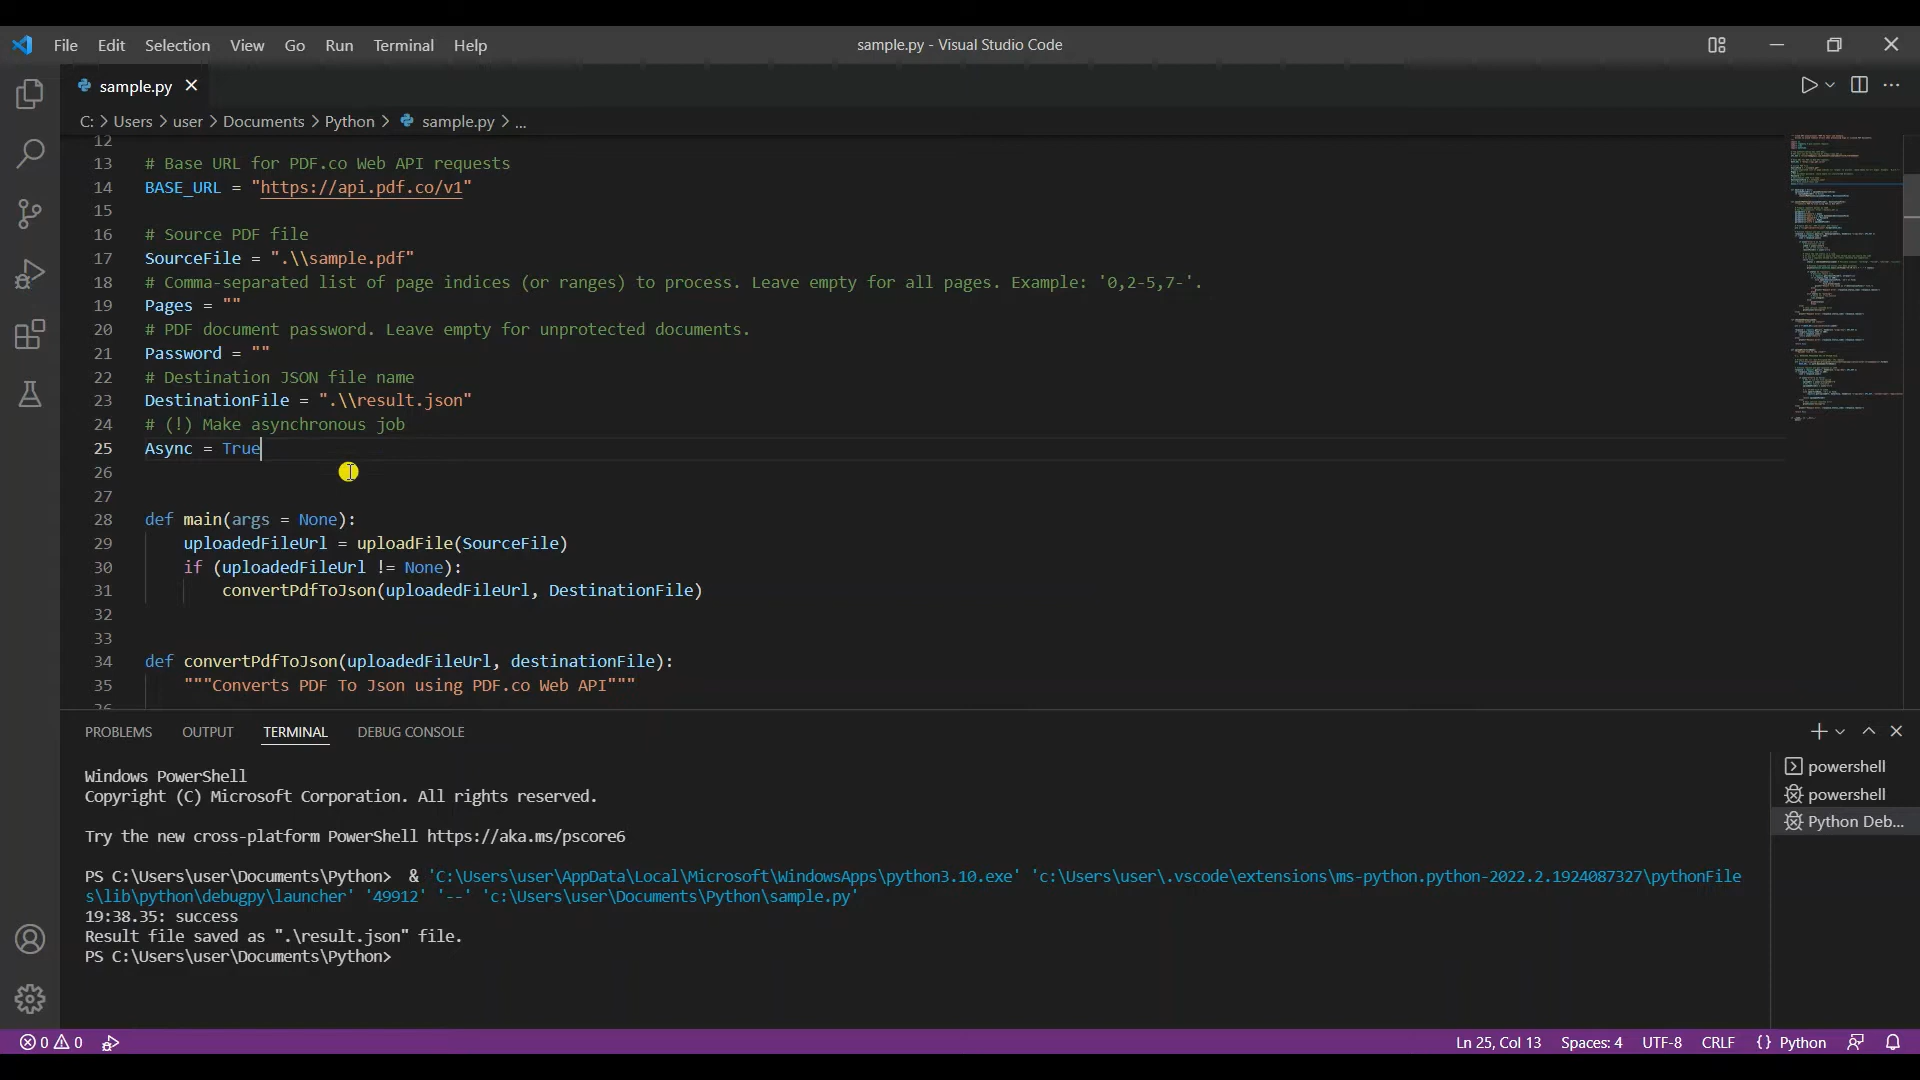 File Edit Selection View Go Run Terminal Help
sample.py - Visual Studio Code
sample.py
C: > Users > user > Documents > Python > sample.py > ...
12
13 # Base URL for PDF.co Web API requests
14 BASE_URL = "https://api.pdf.co/v1"
15
16 # Source PDF file
17 SourceFile = ".\\sample.pdf"
18 # Comma-separated list of page indices (or ranges) to process. Leave empty for all pages. Example: '0,2-5,7-'.
19 Pages = ""
20 # PDF document password. Leave empty for unprotected documents.
21 Password = ""
22 # Destination JSON file name
23 DestinationFile = ".\\result.json"
24 # (!) Make asynchronous job
25 Async = True
26
27
28 def main(args = None):
29 uploadedFileUrl = uploadFile(SourceFile)
30 if (uploadedFileUrl != None):
31 convertPdfToJson(uploadedFileUrl, DestinationFile)
32
33
34 def convertPdfToJson(uploadedFileUrl, destinationFile):
35 """Converts PDF To Json using PDF.co Web API"""
PROBLEMS OUTPUT TERMINAL DEBUG CONSOLE
Windows PowerShell
Copyright (C) Microsoft Corporation. All rights reserved.
Try the new cross-platform PowerShell https://aka.ms/pscore6
PS C:\Users\user\Documents\Python> & 'C:\Users\user\AppData\Local\Microsoft\WindowsApps\python3.10.exe' 'c:\Users\user\.vscode\extensions\ms-python.python-2022.2.1924087327\pythonFile
s\lib\python\debugpy\launcher' '49912' '--' 'c:\Users\user\Documents\Python\sample.py'
19:38.35: success
Result file saved as ".\result.json" file.
PS C:\Users\user\Documents\Python>
powershell
powershell
Python Deb...
0 0
Ln 25, Col 13 Spaces: 4 UTF-8 CRLF {} Python